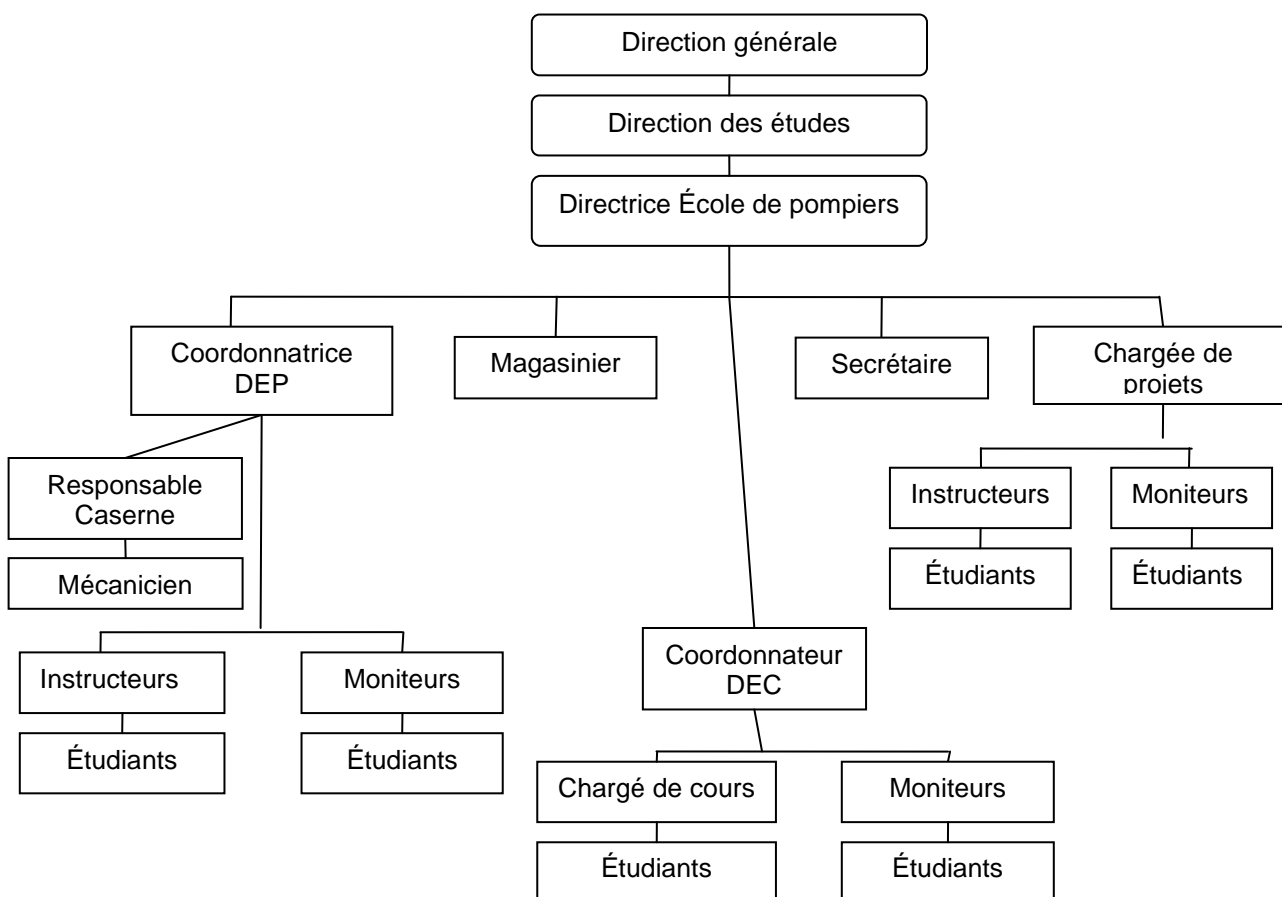 Direction générale
Direction des études
Directrice École de pompiers
Coordonnatrice
DEP
Magasinier
Secrétaire
Chargée de
projets
Responsable
Caserne
Mécanicien
Instructeurs
Moniteurs
Étudiants
Étudiants
Instructeurs
Moniteurs
Étudiants
Étudiants
Coordonnateur
DEC
Chargé de cours
Moniteurs
Étudiants
Étudiants